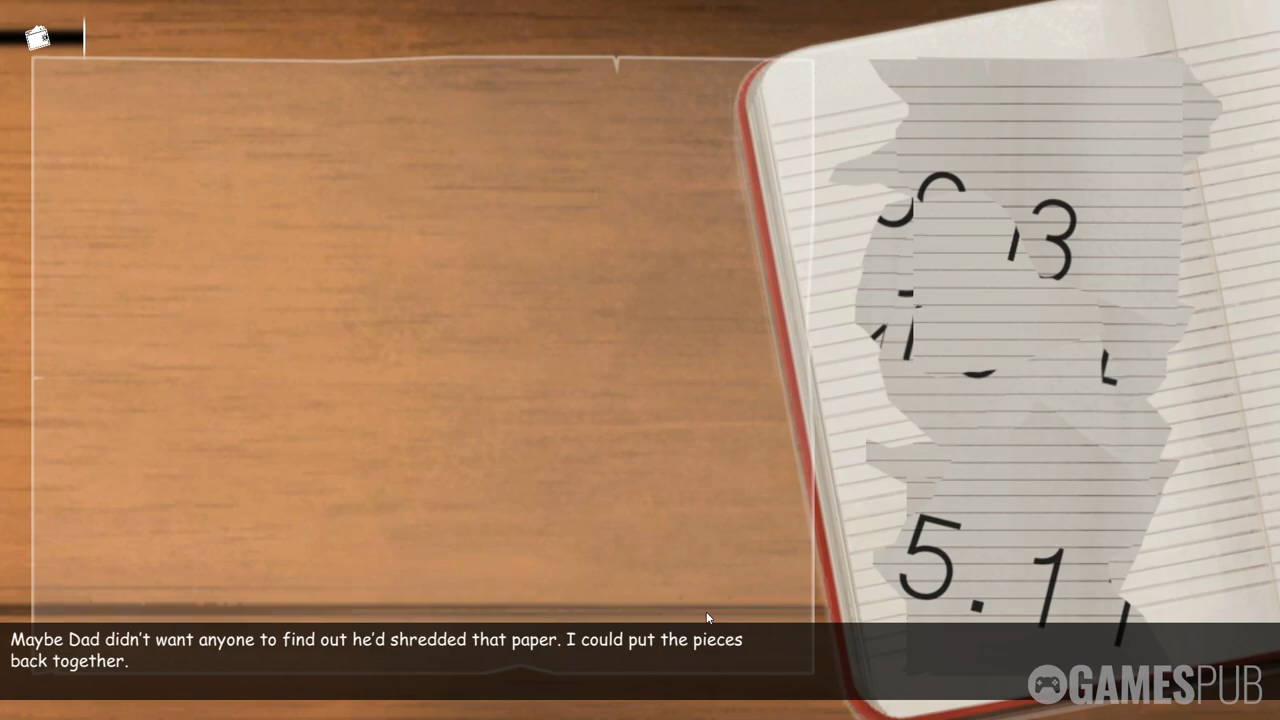 3
5. 1
Maybe Dad didn't want anyone to find out he'd shredded that paper. I could put the pieces
back together.
GAMESPUB